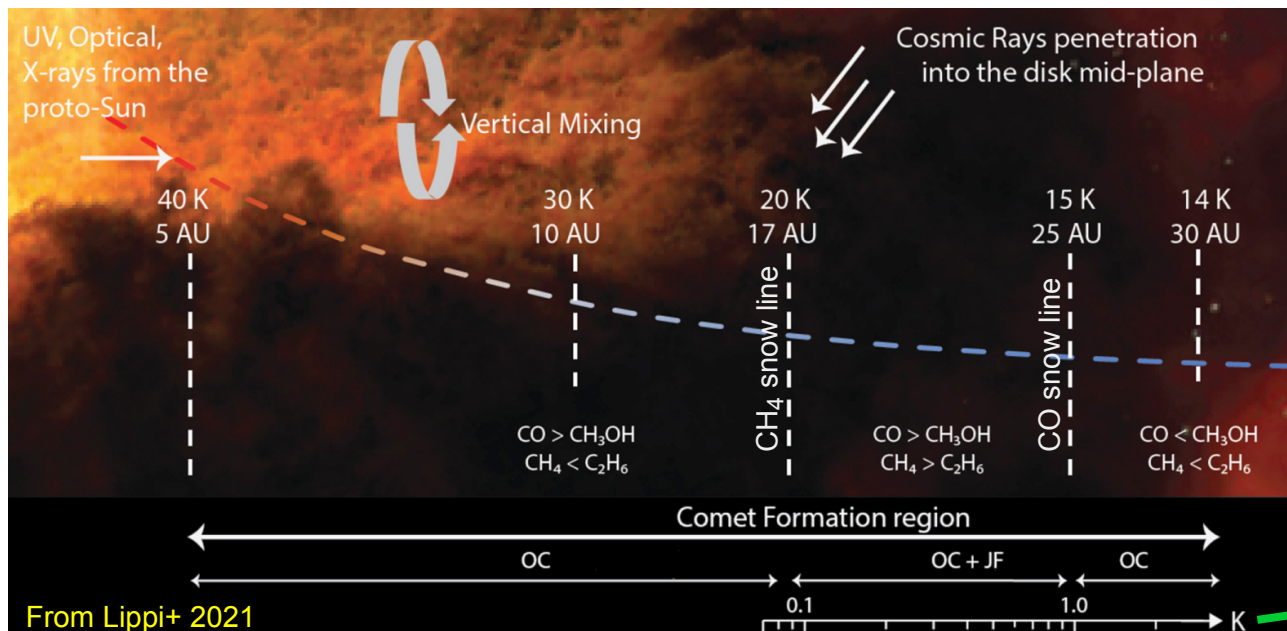 UV, Optical,
X-rays from the
proto-Sun
Vertical Mixing
Cosmic Rays penetration
into the disk mid-plane
40 K
5 AU
30 K
10 AU
20 K
17 AU
15 K
25 AU
14 K
30 AU
CH₄ snow line
CO snow line
CO > CH₃OH
CH₄ < C₂H₆
CO > CH₃OH
CH₄ > C₂H₆
CO < CH₃OH
CH₄ < C₂H₆
Comet Formation region
OC
OC + JF
OC
0.1
1.0
K
From Lippi+ 2021